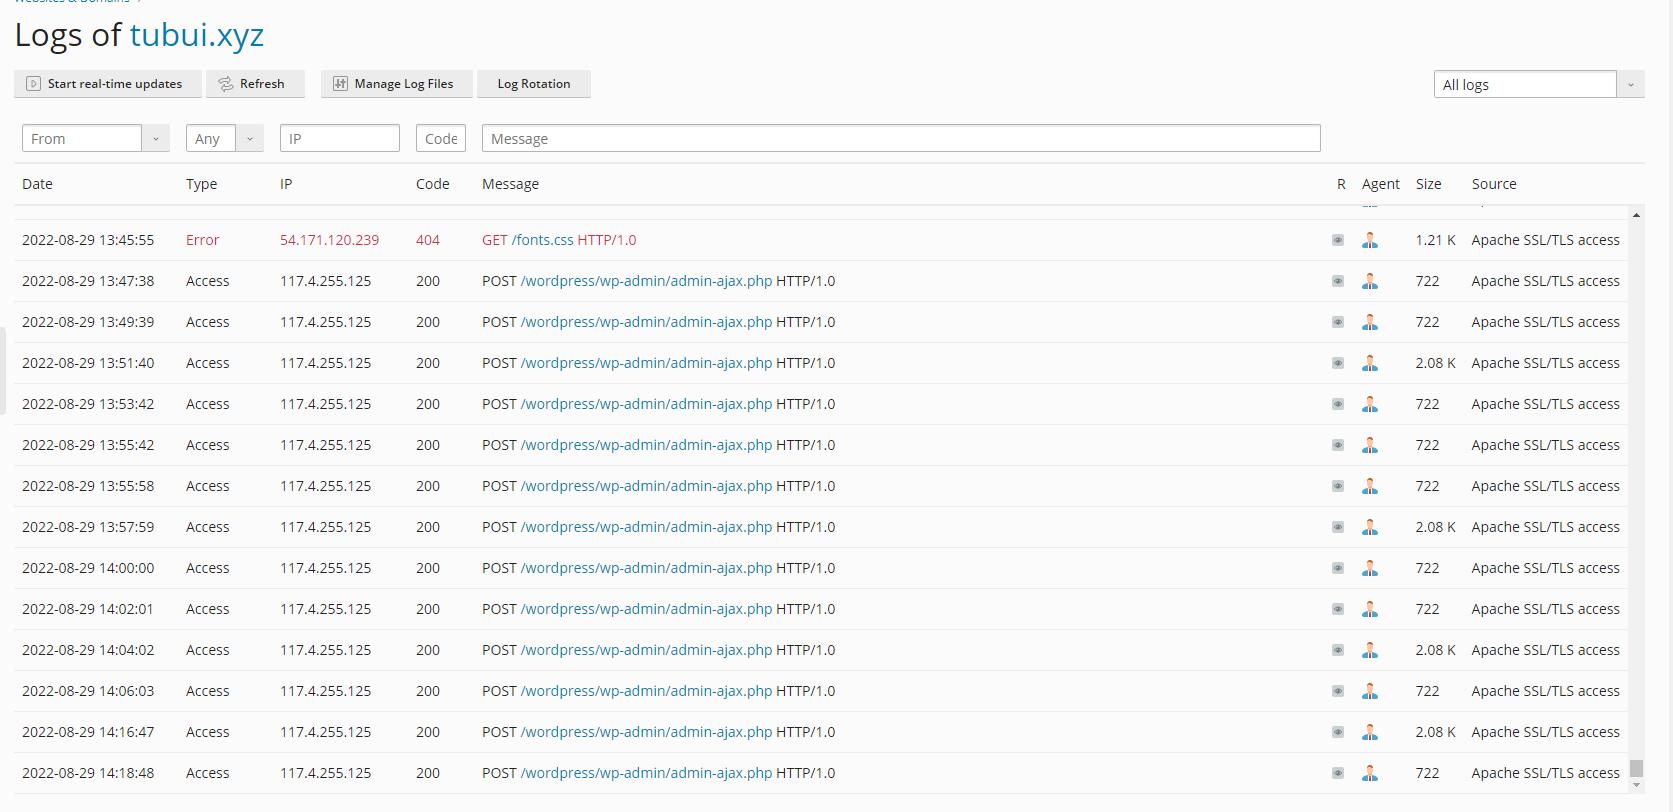 Websites & Domains
Logs of tubui.xyz
Start real-time updates Refresh Manage Log Files Log Rotation All logs
From Any IP Code Message
Date Type IP Code Message R Agent Size Source
2022-08-29 13:45:55 Error 54.171.120.239 404 GET /fonts.css HTTP/1.0 1.21 K Apache SSL/TLS access
2022-08-29 13:47:38 Access 117.4.255.125 200 POST /wordpress/wp-admin/admin-ajax.php HTTP/1.0 722 Apache SSL/TLS access
2022-08-29 13:49:39 Access 117.4.255.125 200 POST /wordpress/wp-admin/admin-ajax.php HTTP/1.0 722 Apache SSL/TLS access
2022-08-29 13:51:40 Access 117.4.255.125 200 POST /wordpress/wp-admin/admin-ajax.php HTTP/1.0 2.08 K Apache SSL/TLS access
2022-08-29 13:53:42 Access 117.4.255.125 200 POST /wordpress/wp-admin/admin-ajax.php HTTP/1.0 722 Apache SSL/TLS access
2022-08-29 13:55:42 Access 117.4.255.125 200 POST /wordpress/wp-admin/admin-ajax.php HTTP/1.0 722 Apache SSL/TLS access
2022-08-29 13:55:58 Access 117.4.255.125 200 POST /wordpress/wp-admin/admin-ajax.php HTTP/1.0 722 Apache SSL/TLS access
2022-08-29 13:57:59 Access 117.4.255.125 200 POST /wordpress/wp-admin/admin-ajax.php HTTP/1.0 2.08 K Apache SSL/TLS access
2022-08-29 14:00:00 Access 117.4.255.125 200 POST /wordpress/wp-admin/admin-ajax.php HTTP/1.0 722 Apache SSL/TLS access
2022-08-29 14:02:01 Access 117.4.255.125 200 POST /wordpress/wp-admin/admin-ajax.php HTTP/1.0 722 Apache SSL/TLS access
2022-08-29 14:04:02 Access 117.4.255.125 200 POST /wordpress/wp-admin/admin-ajax.php HTTP/1.0 2.08 K Apache SSL/TLS access
2022-08-29 14:06:03 Access 117.4.255.125 200 POST /wordpress/wp-admin/admin-ajax.php HTTP/1.0 722 Apache SSL/TLS access
2022-08-29 14:16:47 Access 117.4.255.125 200 POST /wordpress/wp-admin/admin-ajax.php HTTP/1.0 2.08 K Apache SSL/TLS access
2022-08-29 14:18:48 Access 117.4.255.125 200 POST /wordpress/wp-admin/admin-ajax.php HTTP/1.0 722 Apache SSL/TLS access